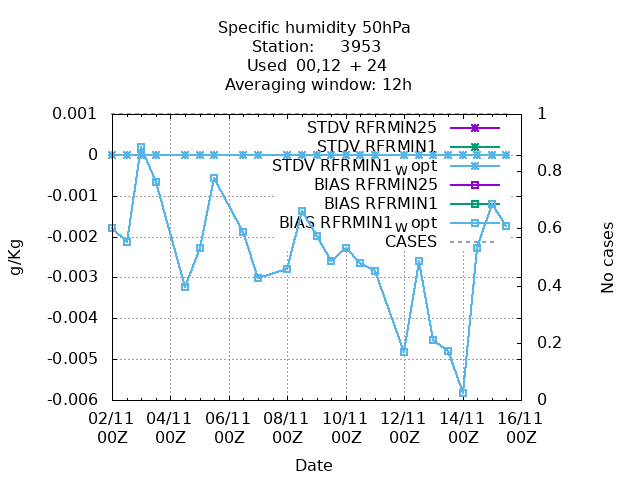 Specific humidity 50hPa
Station: 3953
Used 00,12 + 24
Averaging window: 12h
0.001
0
-0.001
-0.002
-0.003
-0.004
-0.005
-0.006
g/Kg
1
0.8
0.6
0.4
0.2
0
No cases
STDV RFRMIN25
STDV RFRMIN1
STDV RFRMIN1wopt
BIAS RFRMIN25
BIAS RFRMIN1
BIAS RFRMIN1wopt
CASES
02/11 04/11 06/11 08/11 10/11 12/11 14/11 16/11
00Z 00Z 00Z 00Z 00Z 00Z 00Z 00Z
Date